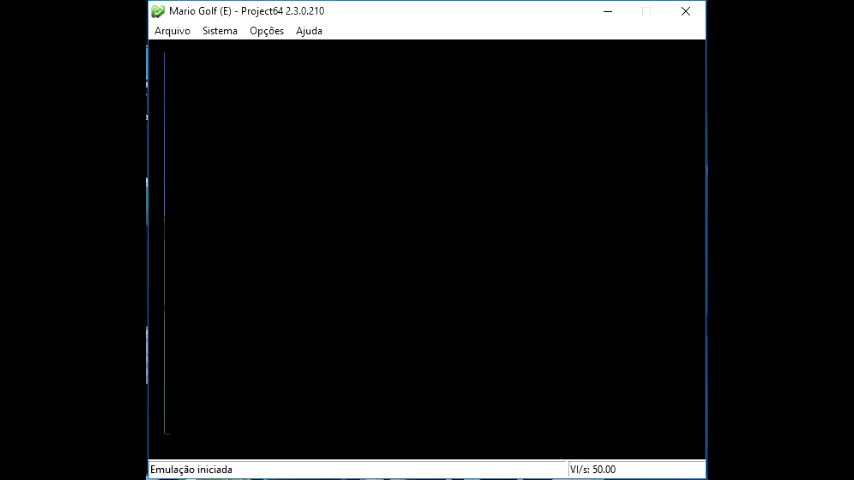 Mario Golf (E) - Project64 2.3.0.210
Arquivo Sistema Opções Ajuda
Emulação iniciada VI/s: 50.00